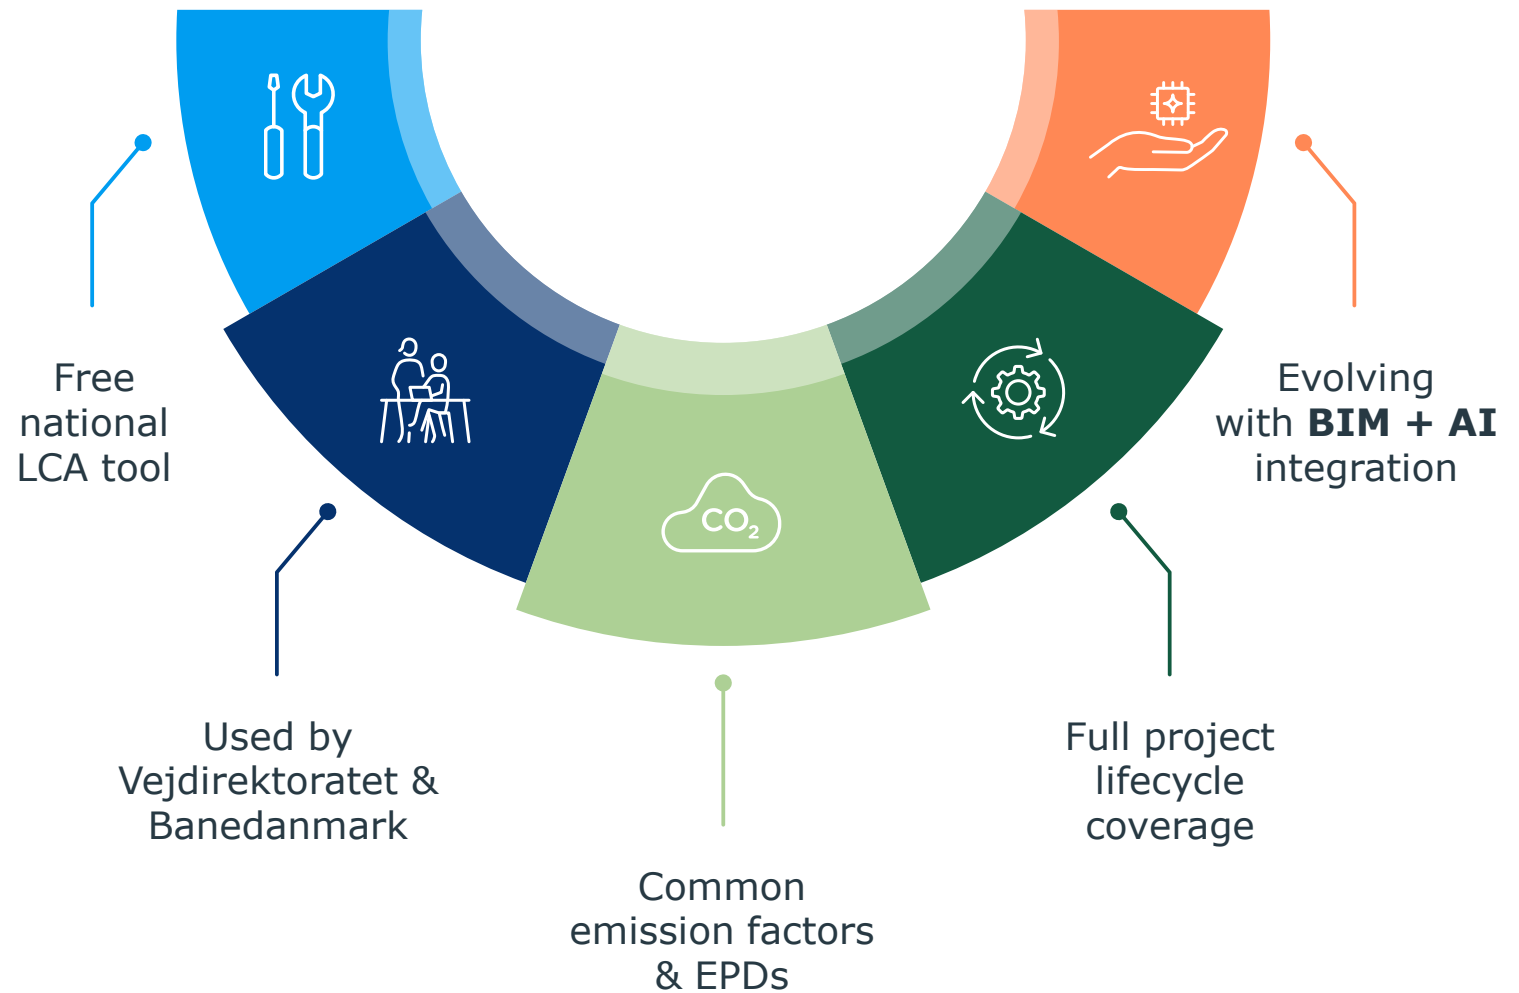 Free
national
LCA tool
Used by
Vejdirektoratet &
Banedanmark
CO₂
Common
emission factors
& EPDs
Full project
lifecycle
coverage
Evolving
with BIM + AI
integration